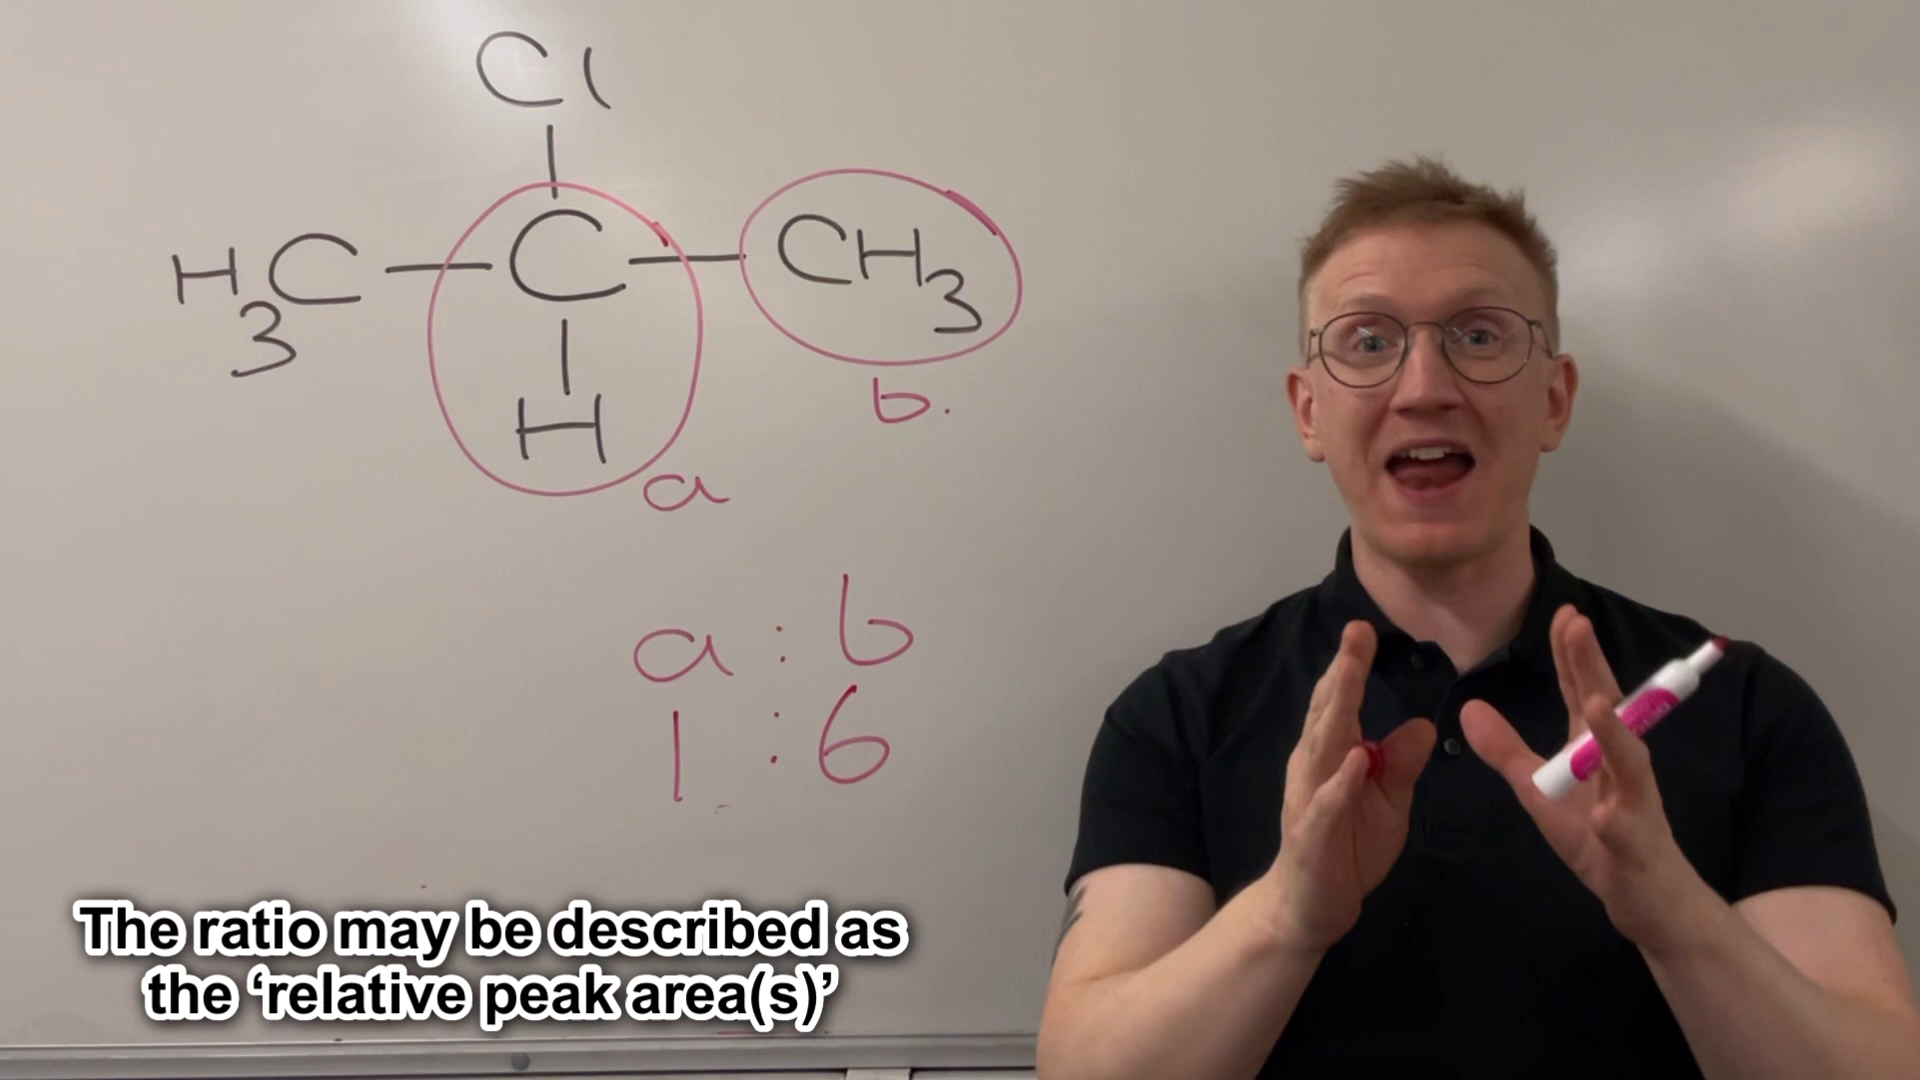 Cl
H3C — C — CH3
H
b.
a
a : b
1 : 6
The ratio may be described as
the ‘relative peak area(s)’